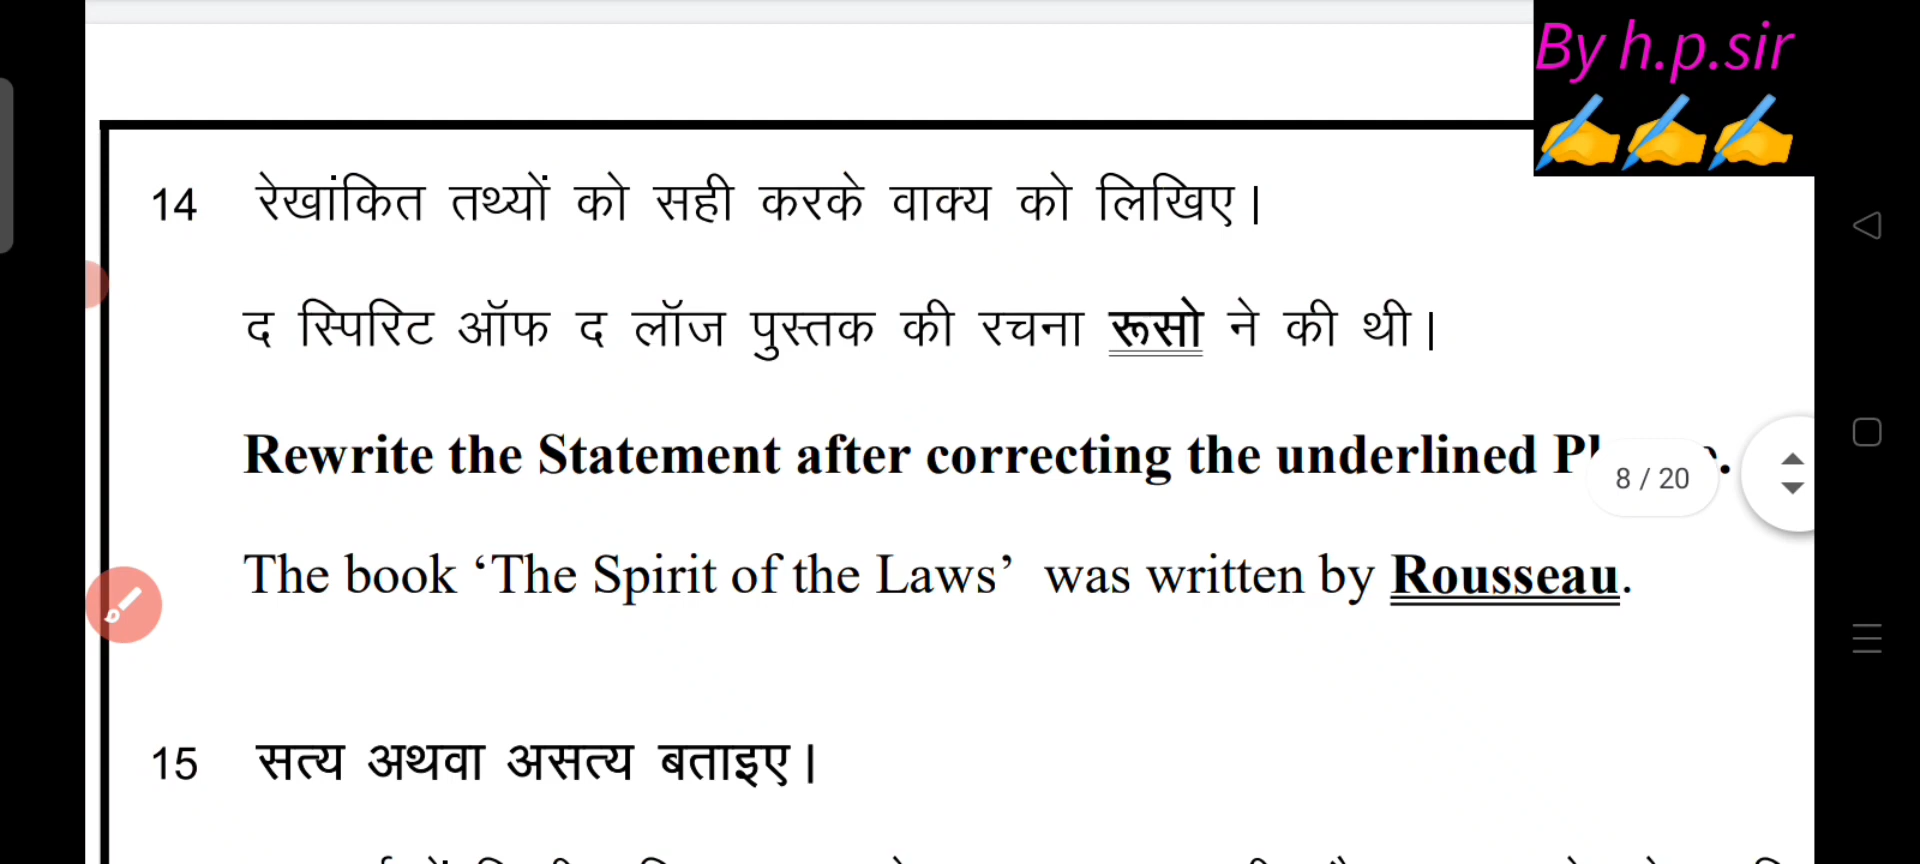 By h.p.sir
14 रेखांकित तथ्यों को सही करके वाक्य को लिखिए।
द स्पिरिट ऑफ द लॉज पुस्तक की रचना रूसो ने की थी।
Rewrite the Statement after correcting the underlined
8 / 20
The book ‘The Spirit of the Laws’ was written by Rousseau.
15 सत्य अथवा असत्य बताइए।